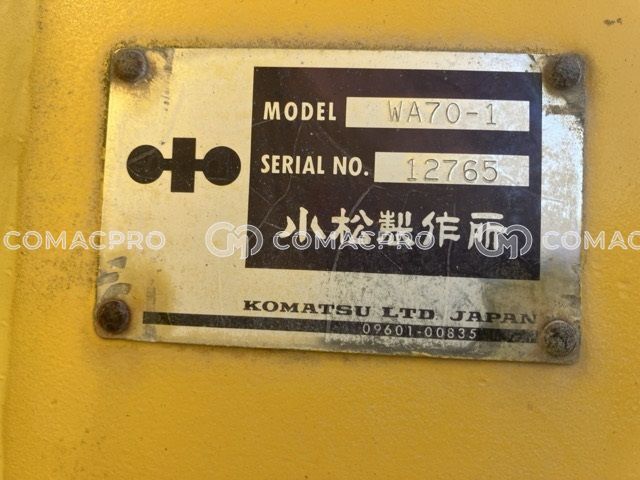 MODEL WA70-1
SERIAL NO. 12765
小松製作所
COMACPRO COMACPRO COMACPRO
KOMATSU LTD JAPAN
09601-00835